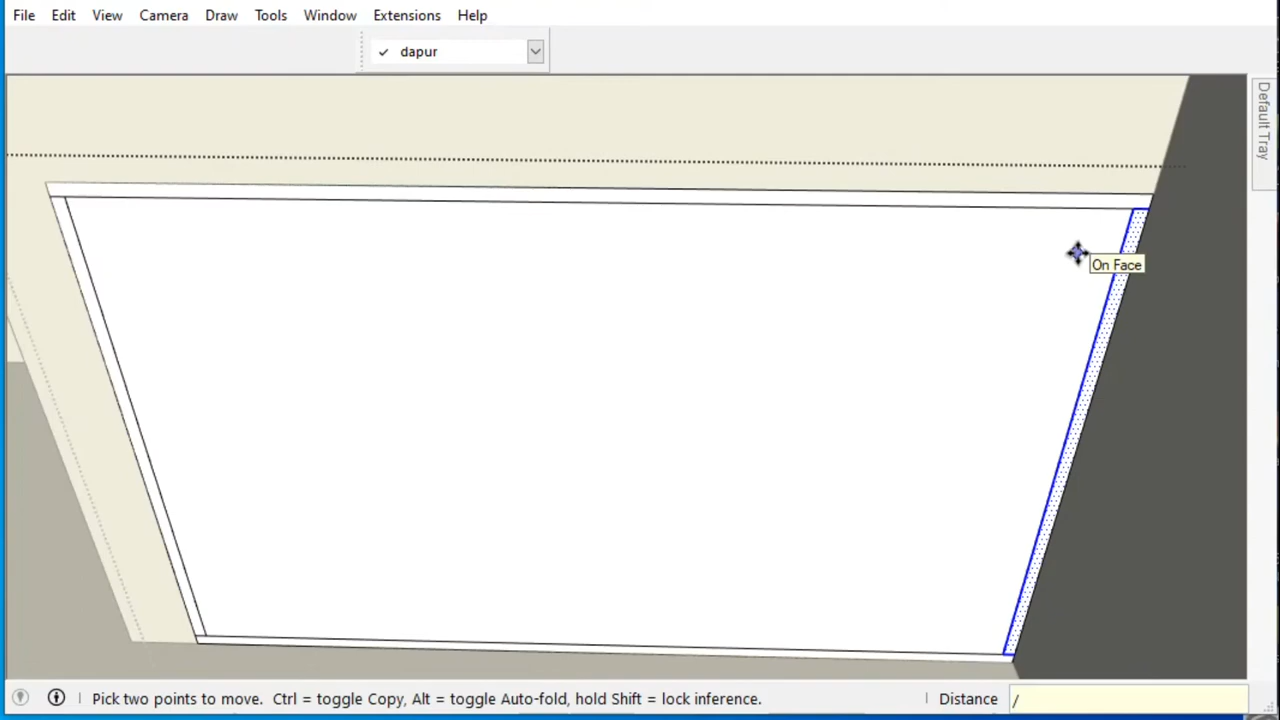 File Edit View Camera Draw Tools Window Extensions Help
dapur
Default Tray
On Face
Pick two points to move. Ctrl = toggle Copy, Alt = toggle Auto-fold, hold Shift = lock inference.
Distance /